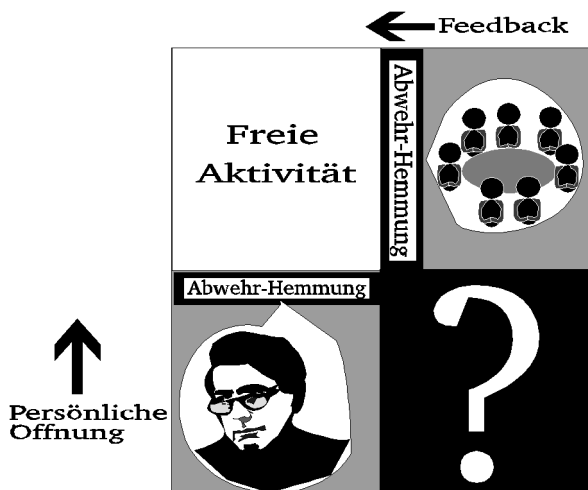 Feedback
Freie
Aktivität
Abwehr-Hemmung
Abwehr-Hemmung
Persönliche
Öffnung
?